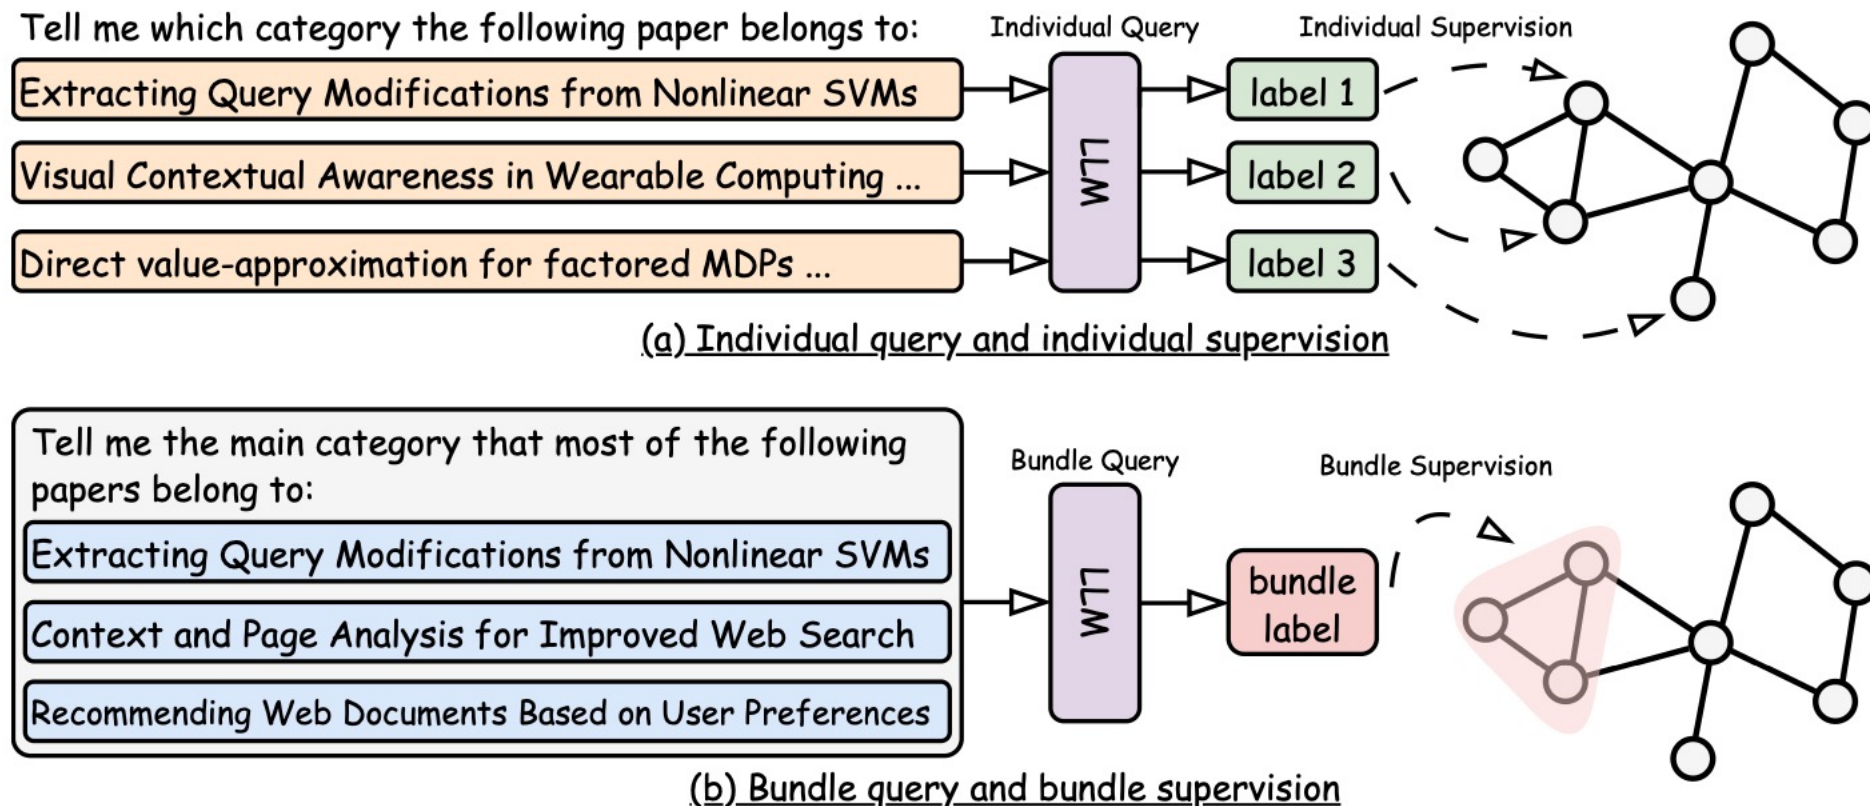 Tell me which category the following paper belongs to:
Individual Query
Individual Supervision
Extracting Query Modifications from Nonlinear SVMs
Visual Contextual Awareness in Wearable Computing ...
Direct value-approximation for factored MDPs ...
LLM
label 1
label 2
label 3
(a) Individual query and individual supervision
Tell me the main category that most of the following
papers belong to:
Extracting Query Modifications from Nonlinear SVMs
Context and Page Analysis for Improved Web Search
Recommending Web Documents Based on User Preferences
Bundle Query
LLM
bundle
label
Bundle Supervision
(b) Bundle query and bundle supervision